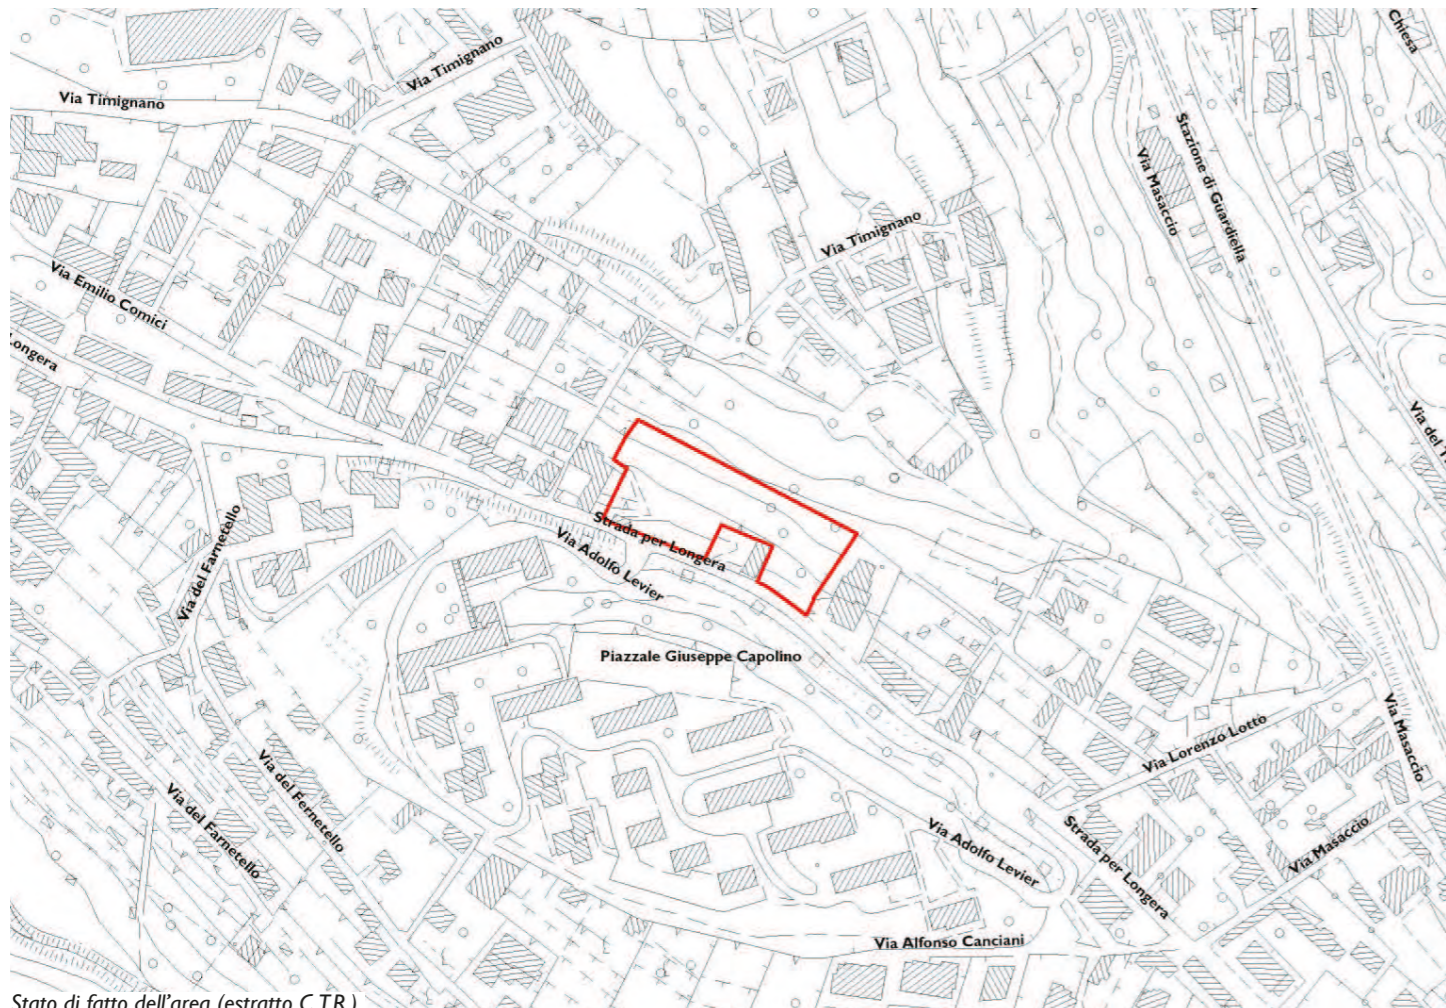 Chiesa
Via Timignano
Via Timignano
Stazione di Guardiella
Via Masaccio
Via Timignano
Via Emilio Comici
Longera
Via del
Strada per Longera
Via Adolfo Levier
Via del Farnetello
Piazzale Giuseppe Capolino
Via Masaccio
Via Lorenzo Lotto
Via del Fernetello
Via del Farnetello
Via Adolfo Levier
Strada per Longera
Via Masaccio
Via Alfonso Canciani
Stato di fatto dell'area (estratto C.T.R.)